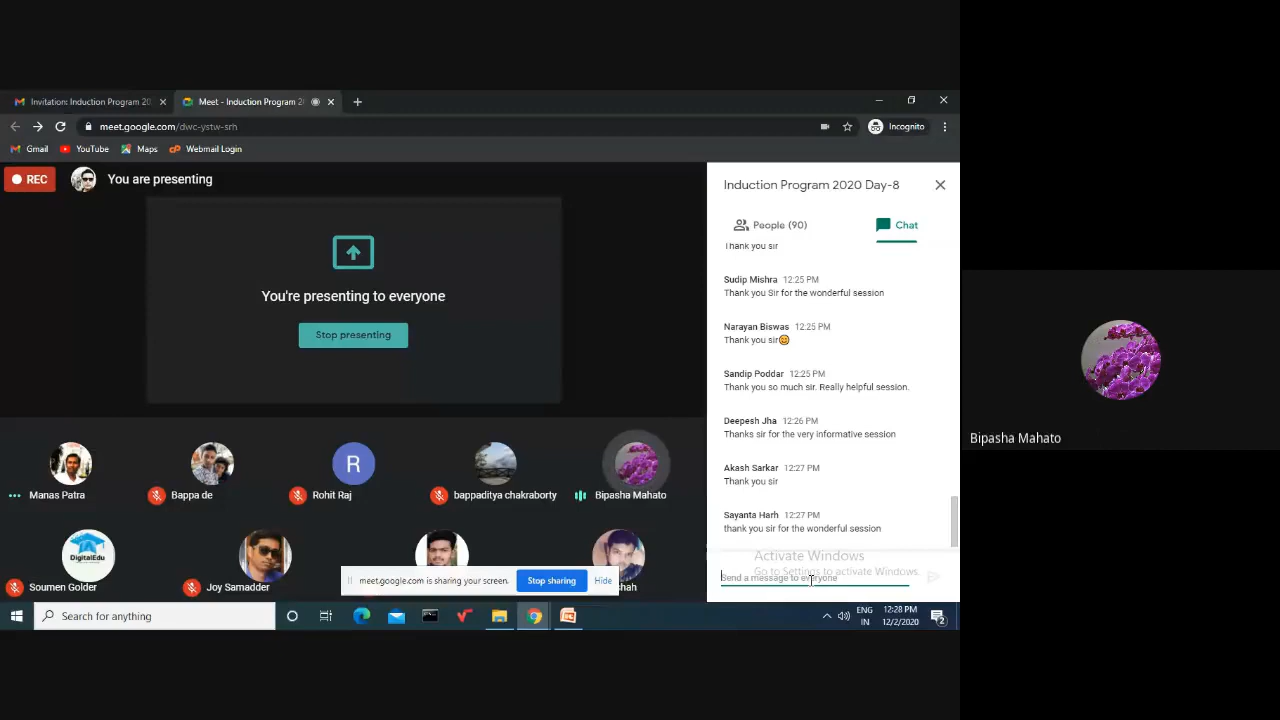 Invitation: Induction Program 20
Meet - Induction Program 2
meet.google.com/dwc-ystw-srh
Incognito
Gmail
YouTube
Maps
Webmail Login
REC
You are presenting
You're presenting to everyone
Stop presenting
Manas Patra
Bappa de
R
Rohit Raj
bappaditya chakraborty
Bipasha Mahato
DigitalEdu
Soumen Golder
Joy Samadder
shah
meet.google.com is sharing your screen.
Stop sharing
Hide
Induction Program 2020 Day-8
People (90)
Chat
Thank you sir
Sudip Mishra 12:25 PM
Thank you Sir for the wonderful session
Narayan Biswas 12:25 PM
Thank you sir😊
Sandip Poddar 12:25 PM
Thank you so much sir. Really helpful session.
Deepesh Jha 12:26 PM
Thanks sir for the very informative session
Akash Sarkar 12:27 PM
Thank you sir
Sayanta Harh 12:27 PM
thank you sir for the wonderful session
Activate Windows
Go to Settings to activate Windows.
Send a message to everyone
Search for anything
ENG
IN
12:28 PM
12/2/2020
2
Bipasha Mahato